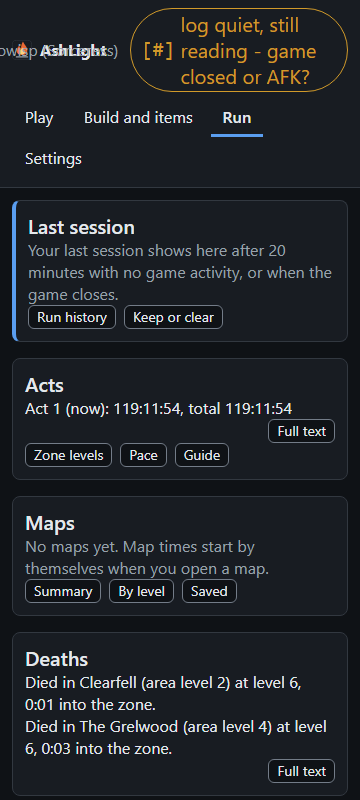 AshLight
[#] log quiet, still
reading - game
closed or AFK?
Play Build and items Run
Settings
Last session
Your last session shows here after 20
minutes with no game activity, or when the
game closes.
Run history Keep or clear
Acts
Act 1 (now): 119:11:54, total 119:11:54
Full text
Zone levels Pace Guide
Maps
No maps yet. Map times start by
themselves when you open a map.
Summary By level Saved
Deaths
Died in Clearfell (area level 2) at level 6,
0:01 into the zone.
Died in The Grelwood (area level 4) at level
6, 0:03 into the zone.
Full text